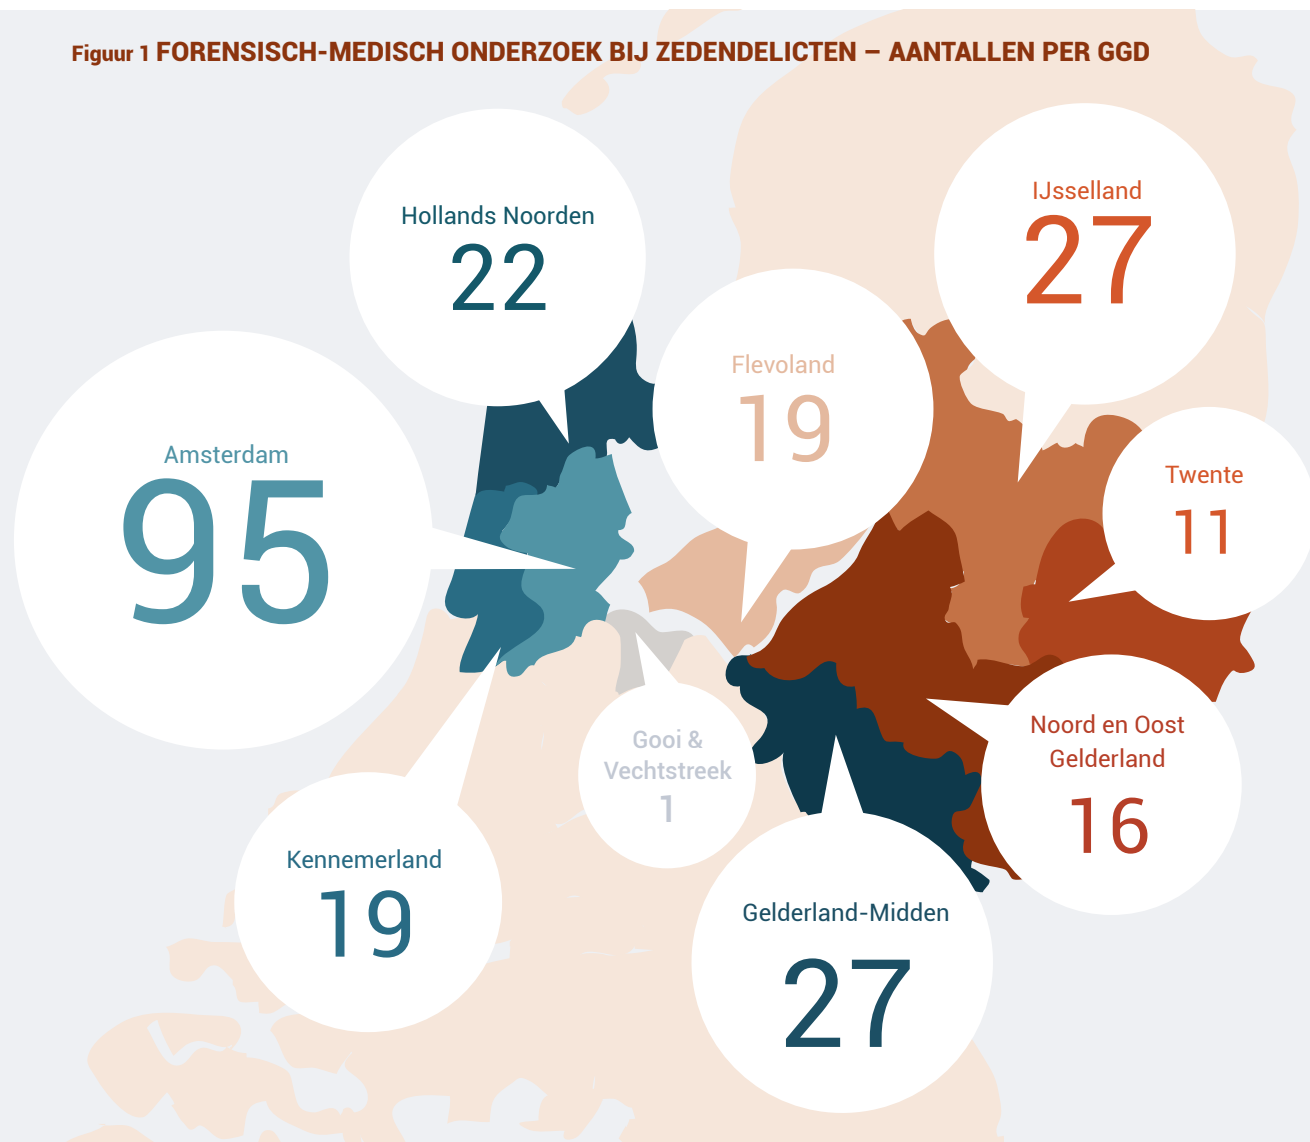 Figuur 1 FORENSISCH-MEDISCH ONDERZOEK BIJ ZEDENDELICTEN – AANTALLEN PER GGD
IJsselland
27
Hollands Noorden
22
Flevoland
19
Amsterdam
95
Twente
11
Gooi &
Vechtstreek
1
Noord en Oost
Gelderland
16
Kennemerland
19
Gelderland-Midden
27